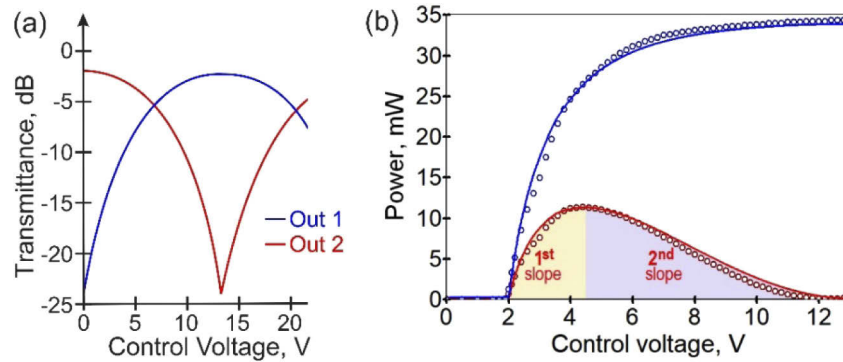 (a)
0
-5
-10
-15
-20
-25
Transmittance, dB
Out 1
Out 2
0 5 10 15 20
Control Voltage, V
(b)
35
30
25
20
15
10
5
0
Power, mW
1st
slope
2nd
slope
0 2 4 6 8 10 12
Control voltage, V